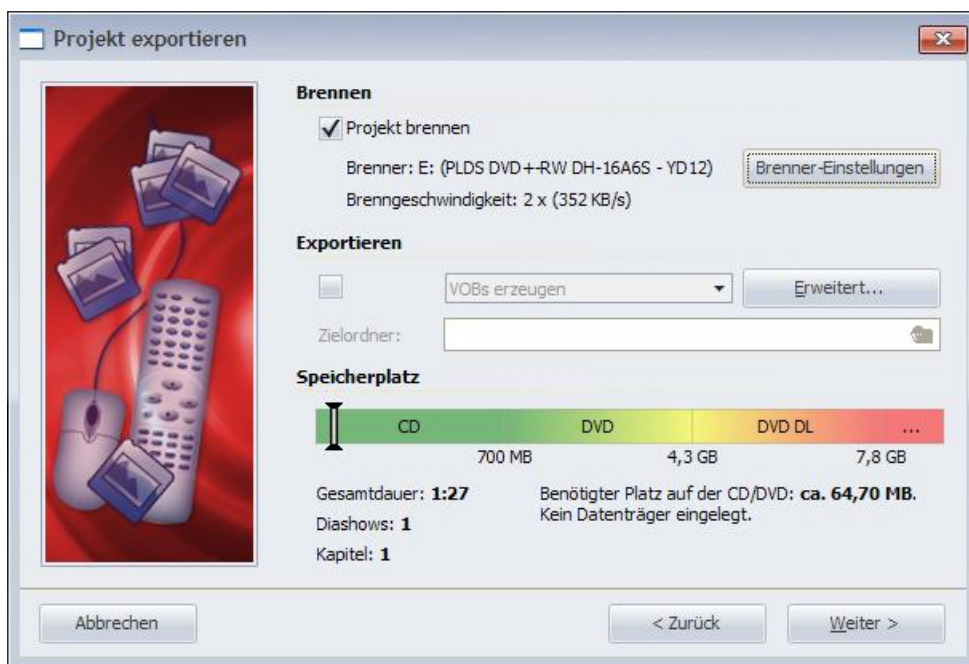 Projekt exportieren
Brennen
Projekt brennen
Brenner: E: (PLDS DVD+-RW DH-16A6S - YD12)
Brenner-Einstellungen
Brenngeschwindigkeit: 2 x (352 KB/s)
Exportieren
VOBs erzeugen
Erweitert...
Zielordner:
Speicherplatz
CD
DVD
DVD DL
...
700 MB
4,3 GB
7,8 GB
Gesamtdauer: 1:27
Benötigter Platz auf der CD/DVD: ca. 64,70 MB.
Kein Datenträger eingelegt.
Diashows: 1
Kapitel: 1
Abbrechen
< Zurück
Weiter >